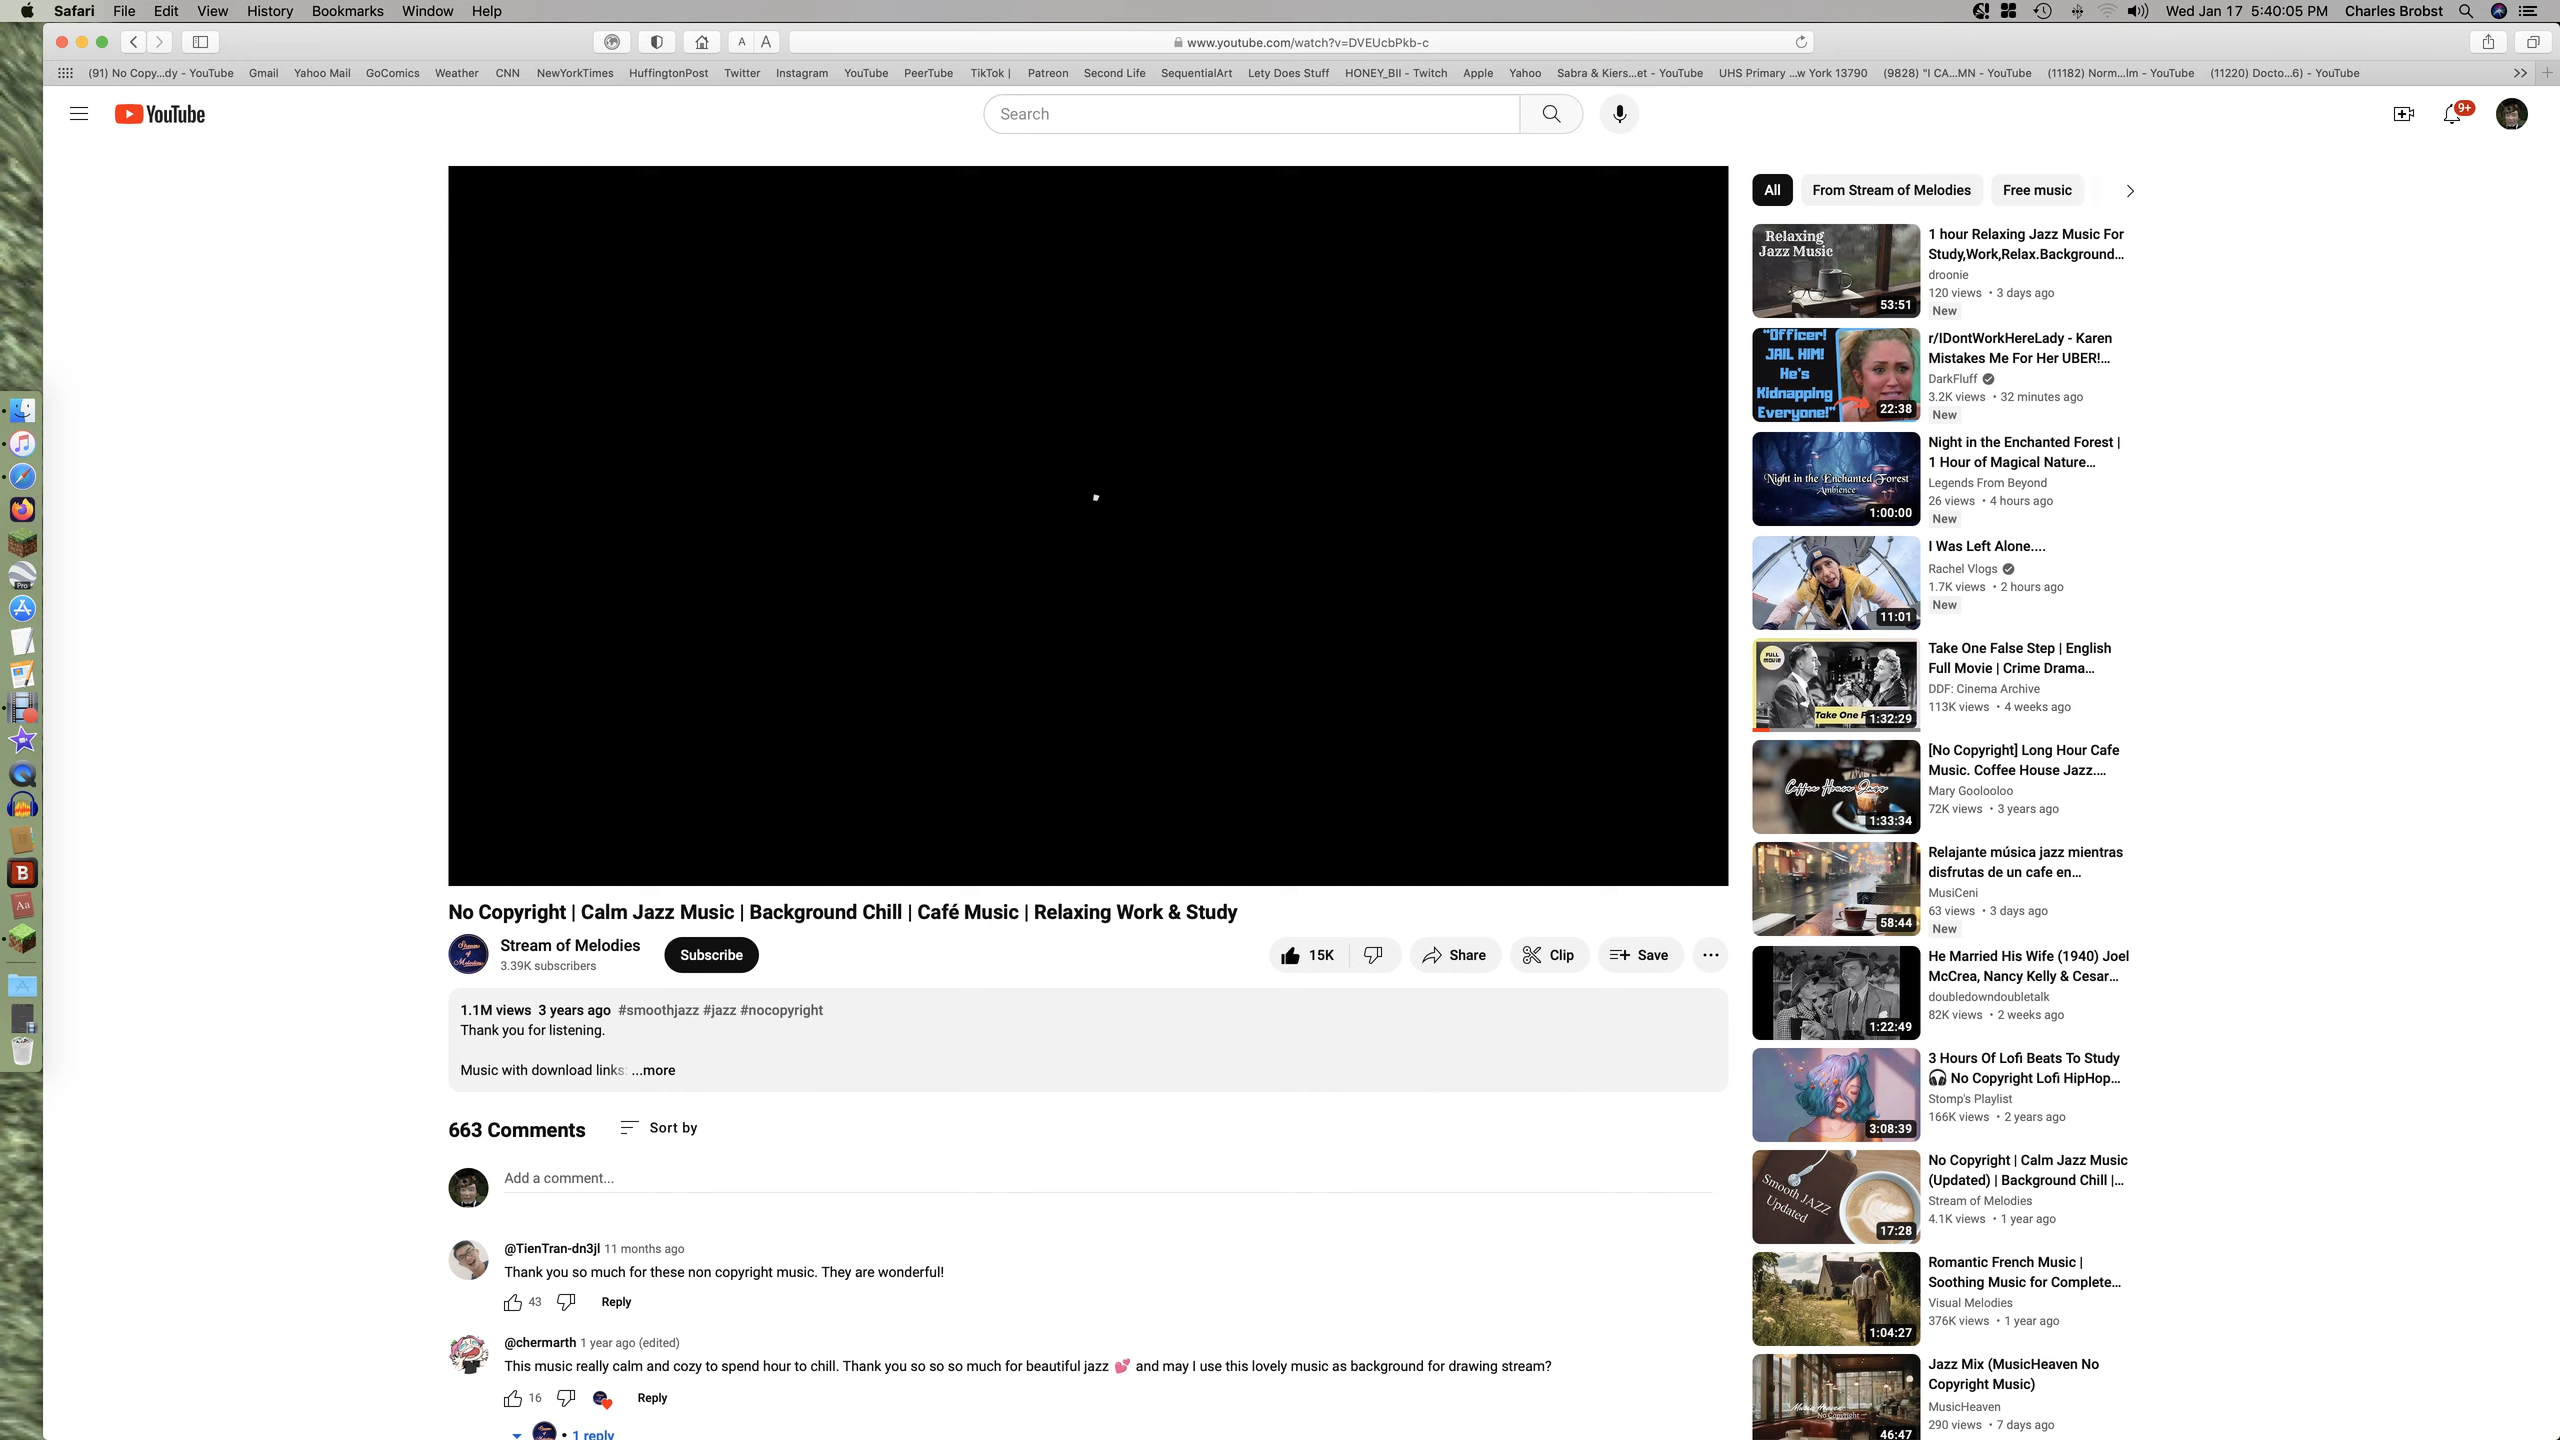 Safari File Edit View History Bookmarks Window Help
Wed Jan 17 5:40:05 PM Charles Brobst
A A www.youtube.com/watch?v=DVEUcbPkb-c
(91) No Copy...dy - YouTube Gmail Yahoo Mail GoComics Weather CNN NewYorkTimes HuffingtonPost Twitter Instagram YouTube PeerTube TikTok | Patreon Second Life SequentialArt Lety Does Stuff HONEY_BII - Twitch Apple Yahoo Sabra & Kiers...et - YouTube UHS Primary ...w York 13790 (9828) "I CA...MN - YouTube (11182) Norm...lm - YouTube (11220) Docto...6) - YouTube
YouTube
Search
9+
No Copyright | Calm Jazz Music | Background Chill | Café Music | Relaxing Work & Study
Stream of Melodies
3.39K subscribers
Subscribe
15K
Share
Clip
Save
1.1M views 3 years ago #smoothjazz #jazz #nocopyright
Thank you for listening.
Music with download links: ...more
663 Comments
Sort by
Add a comment...
@TienTran-dn3jl 11 months ago
Thank you so much for these non copyright music. They are wonderful!
43
Reply
@chermarth 1 year ago (edited)
This music really calm and cozy to spend hour to chill. Thank you so so so much for beautiful jazz 💕 and may I use this lovely music as background for drawing stream?
16
Reply
• 1 reply
All From Stream of Melodies Free music
Relaxing
Jazz Music
53:51
1 hour Relaxing Jazz Music For
Study,Work,Relax.Background...
droonie
120 views • 3 days ago
New
"Officer!
JAIL HIM!
He's
Kidnapping
Everyone!"
22:38
r/IDontWorkHereLady - Karen
Mistakes Me For Her UBER!...
DarkFluff
3.2K views • 32 minutes ago
New
Night in the Enchanted Forest
Ambience
1:00:00
Night in the Enchanted Forest |
1 Hour of Magical Nature...
Legends From Beyond
26 views • 4 hours ago
New
11:01
I Was Left Alone....
Rachel Vlogs
1.7K views • 2 hours ago
New
FULL
MOVIE
Take One F
1:32:29
Take One False Step | English
Full Movie | Crime Drama...
DDF: Cinema Archive
113K views • 4 weeks ago
Coffee House Jazz
1:33:34
[No Copyright] Long Hour Cafe
Music. Coffee House Jazz....
Mary Goolooloo
72K views • 3 years ago
58:44
Relajante música jazz mientras
disfrutas de un cafe en...
MusiCeni
63 views • 3 days ago
New
1:22:49
He Married His Wife (1940) Joel
McCrea, Nancy Kelly & Cesar...
doubledowndoubletalk
82K views • 2 weeks ago
3:08:39
3 Hours Of Lofi Beats To Study
🎧 No Copyright Lofi HipHop...
Stomp's Playlist
166K views • 2 years ago
Smooth JAZZ
Updated
17:28
No Copyright | Calm Jazz Music
(Updated) | Background Chill |...
Stream of Melodies
4.1K views • 1 year ago
1:04:27
Romantic French Music |
Soothing Music for Complete...
Visual Melodies
376K views • 1 year ago
MusicHeaven
No Copyright
46:47
Jazz Mix (MusicHeaven No
Copyright Music)
MusicHeaven
290 views • 7 days ago
Pro
B
Aa
Stream
of
Melodies